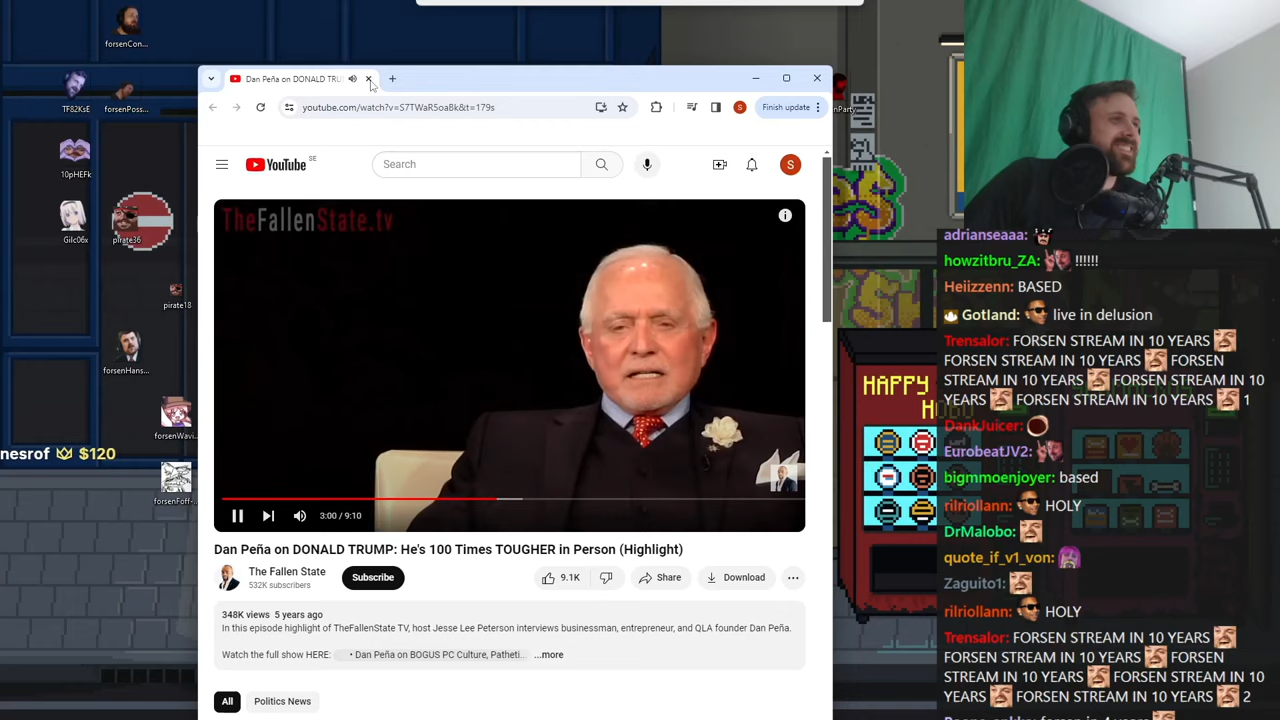 forsenCon...
TF82KsE
forsenPoss...
10pHEFk
Gilc06x
pirate36
pirate18
forsenHans...
forsenWavi...
nesrof $120
forsenFoff-...
Dan Peña on DONALD TRU
youtube.com/watch?v=S7TWaR5oaBk&t=179s
S
Finish update
YouTube SE
Search
S
TheFallenState.tv
3:00 / 9:10
Dan Peña on DONALD TRUMP: He's 100 Times TOUGHER in Person (Highlight)
The Fallen State
532K subscribers
Subscribe
9.1K
Share
Download
348K views 5 years ago
In this episode highlight of TheFallenState TV, host Jesse Lee Peterson interviews businessman, entrepreneur, and QLA founder Dan Peña.
Watch the full show HERE: • Dan Peña on BOGUS PC Culture, Patheti... ...more
All Politics News
Party
HAPPY
HOBO
adrianseaaa:
howzitbru_ZA: !!!!!!
Heiizzenn: BASED
Gotland: live in delusion
Trensalor: FORSEN STREAM IN 10 YEARS
FORSEN STREAM IN 10 YEARS FORSEN
STREAM IN 10 YEARS FORSEN STREAM IN 10
YEARS FORSEN STREAM IN 10 YEARS 1
DankJuicer:
EurobeatJV2:
bigmmoenjoyer: based
rilriollann: HOLY
DrMalobo:
quote_if_v1_von:
Zaguito1:
rilriollann: HOLY
Trensalor: FORSEN STREAM IN 10 YEARS
FORSEN STREAM IN 10 YEARS FORSEN
STREAM IN 10 YEARS FORSEN STREAM IN 10
YEARS FORSEN STREAM IN 10 YEARS 2